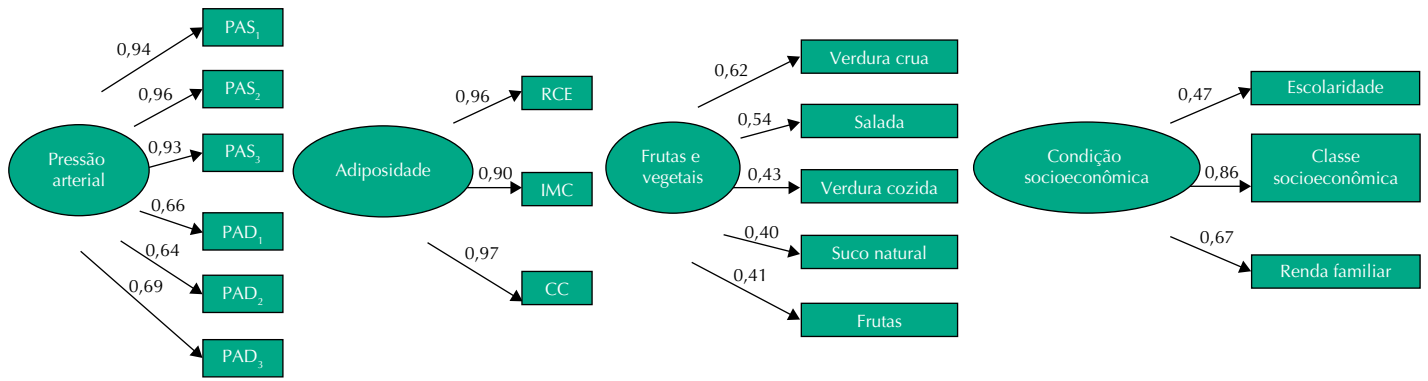 Pressão
arterial
0,94
PAS₁
0,96
PAS₂
0,93
PAS₃
0,66
PAD₁
0,64
PAD₂
0,69
PAD₃
Adiposidade
0,96
RCE
0,90
IMC
0,97
CC
Frutas e
vegetais
0,62
Verdura crua
0,54
Salada
0,43
Verdura cozida
0,40
Suco natural
0,41
Frutas
Condição
socioeconômica
0,47
Escolaridade
0,86
Classe
socioeconômica
0,67
Renda familiar